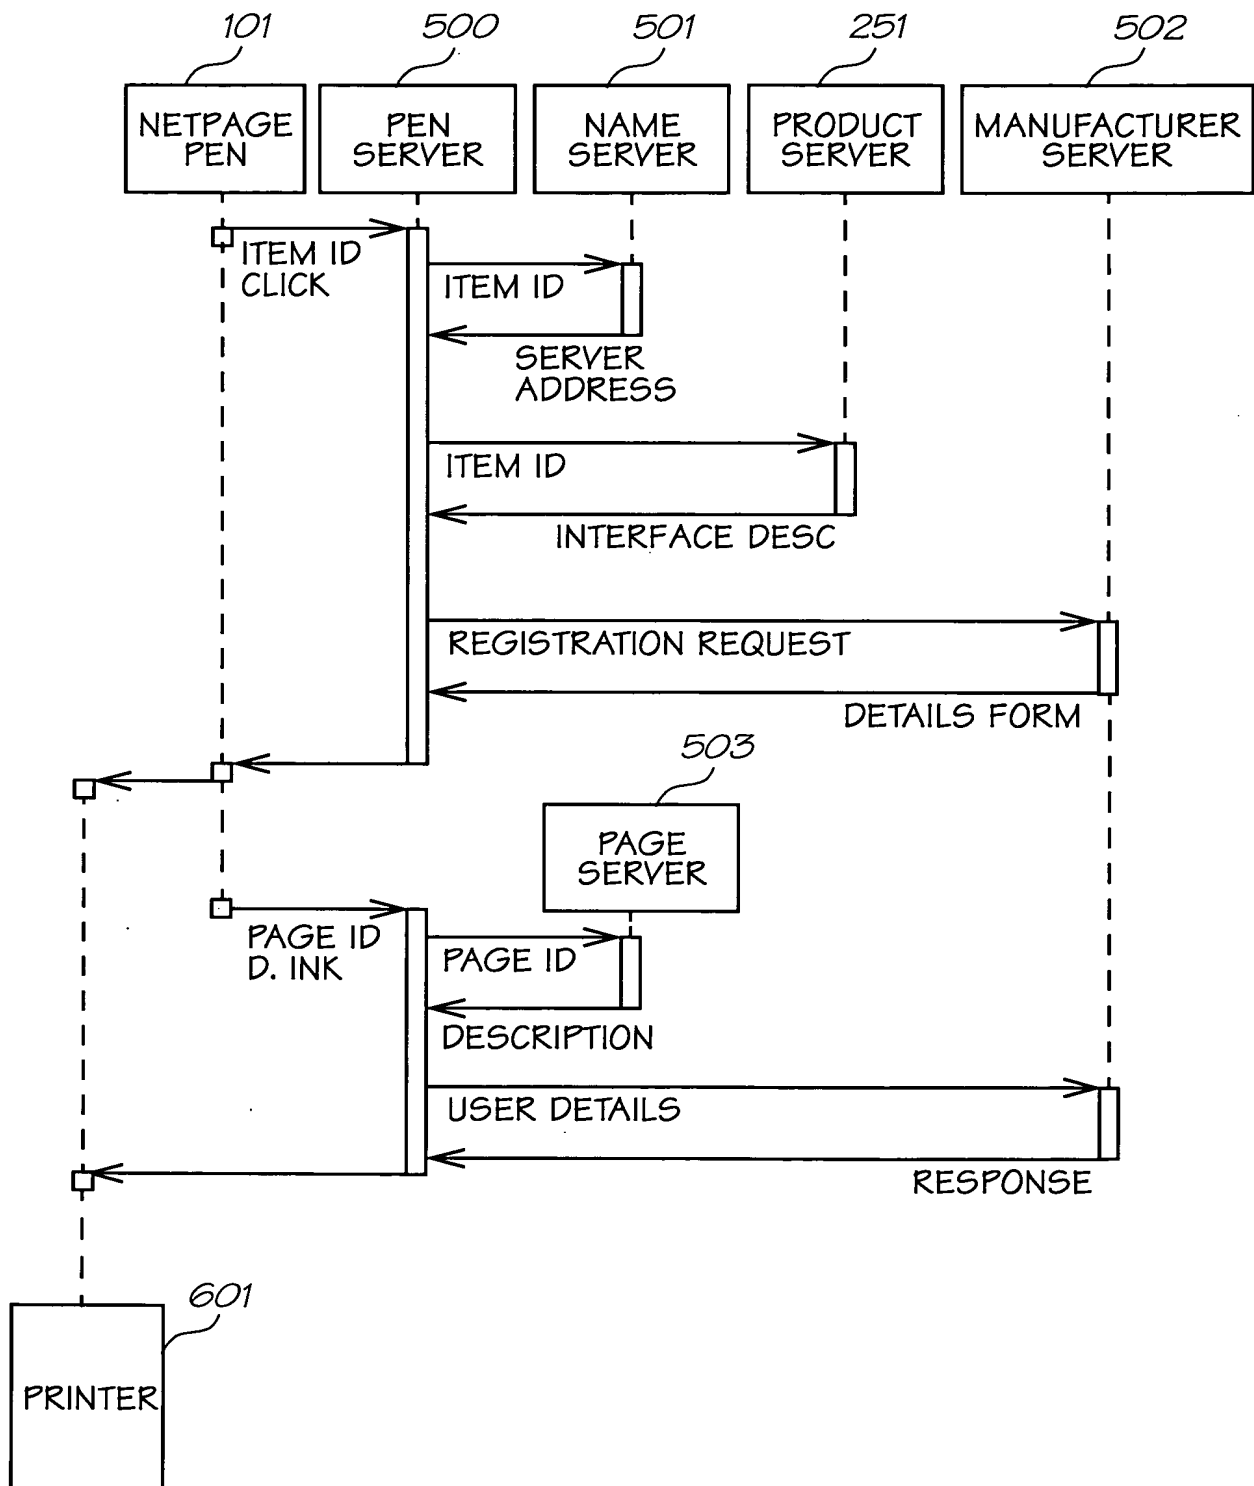 101
500
501
251
502
NETPAGE
PEN
PEN
SERVER
NAME
SERVER
PRODUCT
SERVER
MANUFACTURER
SERVER
ITEM ID
CLICK
ITEM ID
SERVER
ADDRESS
ITEM ID
INTERFACE DESC
REGISTRATION REQUEST
DETAILS FORM
503
PAGE
SERVER
PAGE ID
D. INK
PAGE ID
DESCRIPTION
USER DETAILS
RESPONSE
601
PRINTER